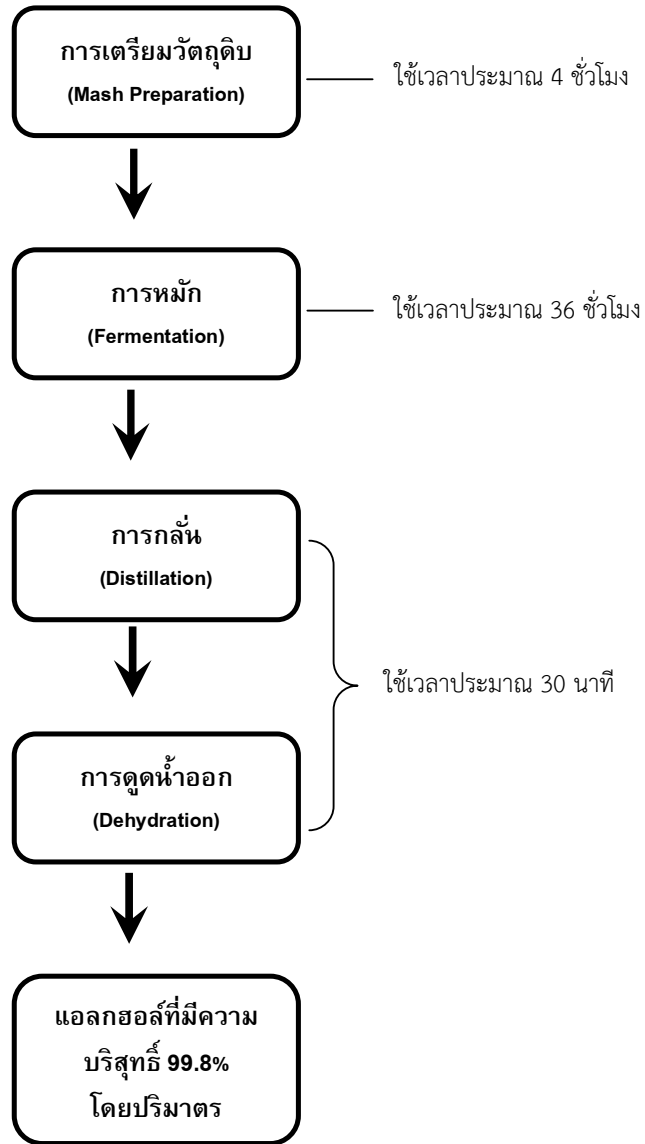 การเตรียมวัตถุดิบ
(Mash Preparation)
ใช้เวลาประมาณ 4 ชั่วโมง
การหมัก
(Fermentation)
ใช้เวลาประมาณ 36 ชั่วโมง
การกลั่น
(Distillation)
ใช้เวลาประมาณ 30 นาที
การดูดน้ำออก
(Dehydration)
แอลกฮอล์ที่มีความ
บริสุทธิ์ 99.8%
โดยปริมาตร